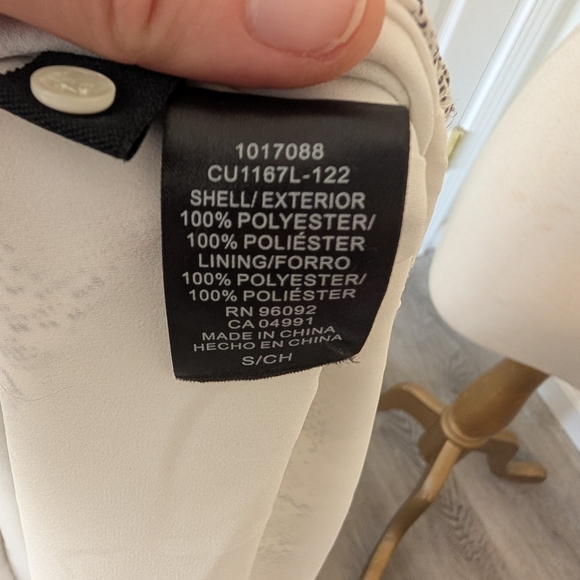 1017088
CU1167L-122
SHELL/EXTERIOR
100% POLYESTER/
100% POLIÉSTER
LINING/FORRO
100% POLYESTER/
100% POLIÉSTER
RN 96092
CA 04991
MADE IN CHINA
HECHO EN CHINA
S/CH